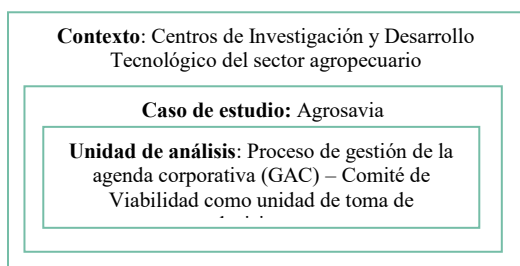 Contexto: Centros de Investigación y Desarrollo
Tecnológico del sector agropecuario
Caso de estudio: Agrosavia
Unidad de análisis: Proceso de gestión de la
agenda corporativa (GAC) – Comité de
Viabilidad como unidad de toma de